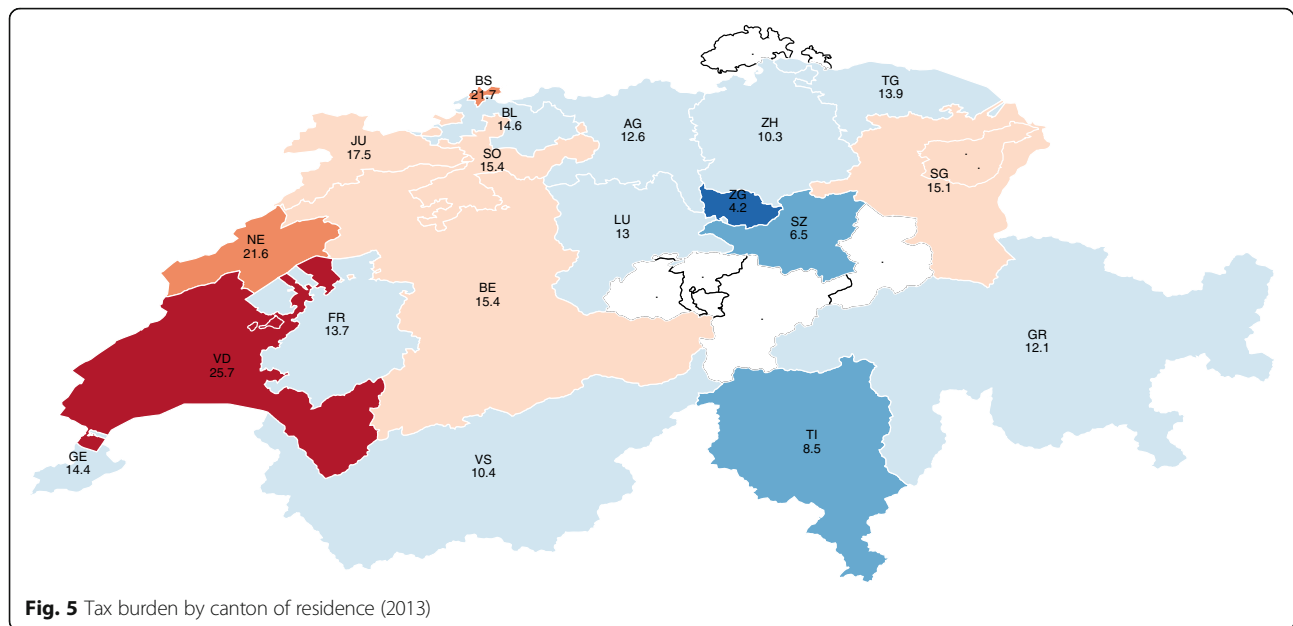 BS
21.7
TG
13.9
BL
14.6
AG
12.6
ZH
10.3
JU
17.5
SO
15.4
SG
15.1
ZG
4.2
LU
13
SZ
6.5
NE
21.6
BE
15.4
FR
13.7
GR
12.1
VD
25.7
TI
8.5
GE
14.4
VS
10.4
Fig. 5 Tax burden by canton of residence (2013)